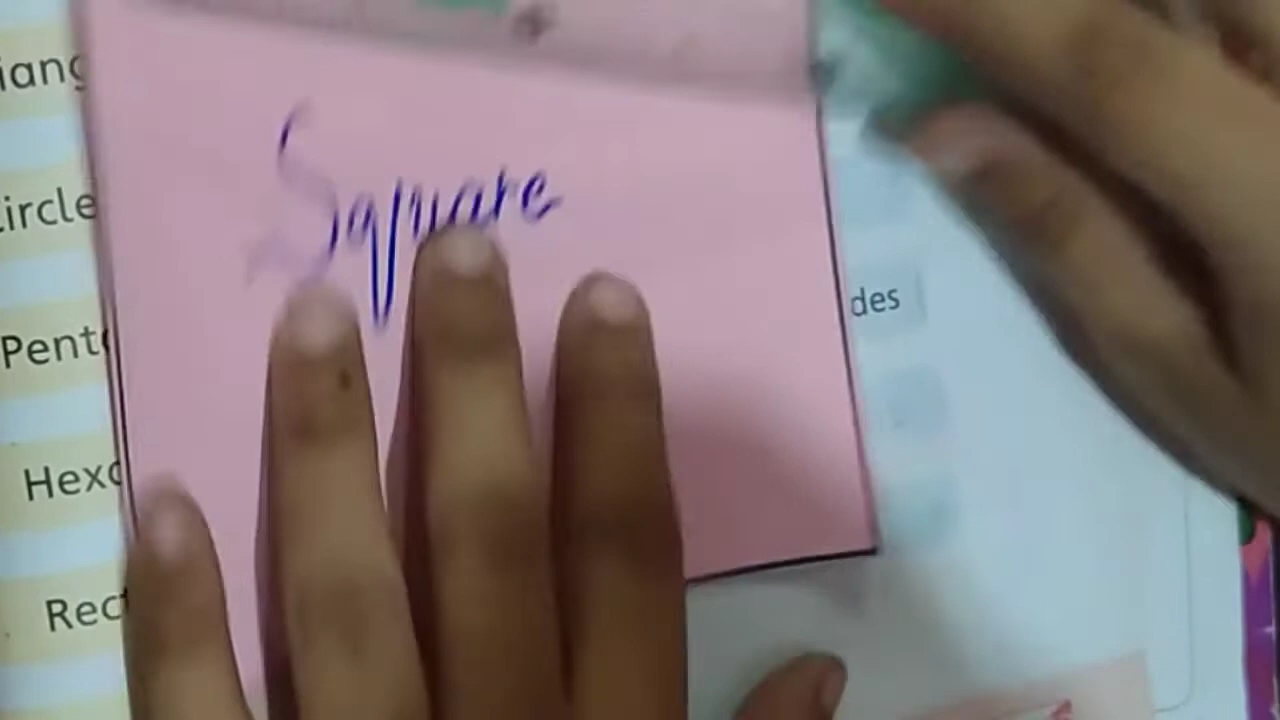 iang
Square
ircle
des
Pent
Hex
Rec